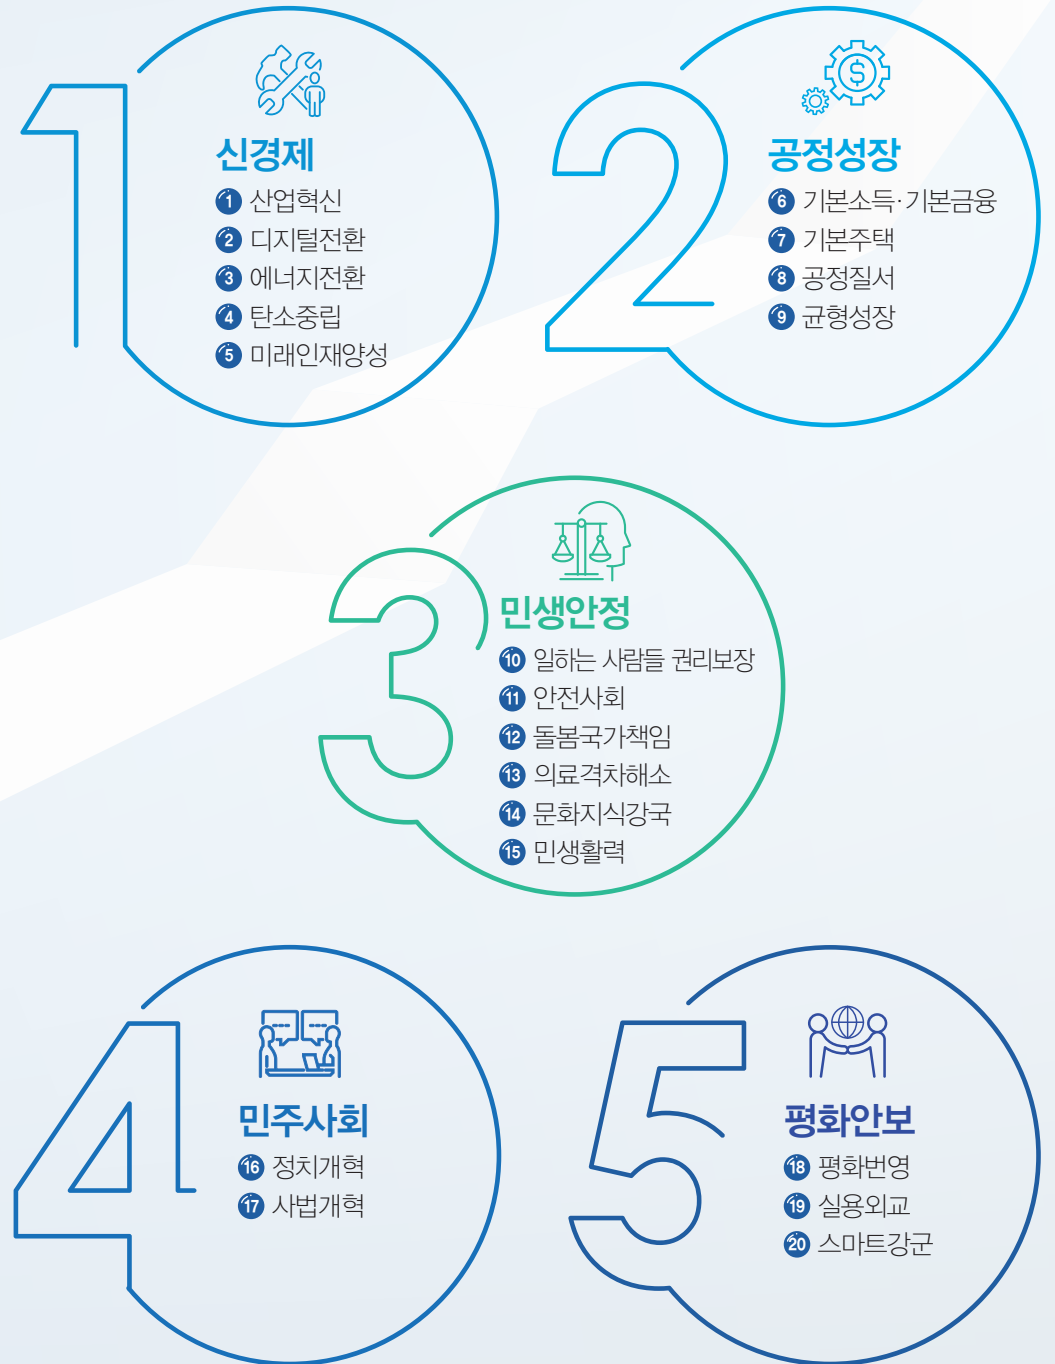 1
신경제
1 산업혁신
2 디지털전환
3 에너지전환
4 탄소중립
5 미래인재양성
2
공정성장
6 기본소득·기본금융
7 기본주택
8 공정질서
9 균형성장
3
민생안정
10 일하는 사람들 권리보장
11 안전사회
12 돌봄국가책임
13 의료격차해소
14 문화지식강국
15 민생활력
4
민주사회
16 정치개혁
17 사법개혁
5
평화안보
18 평화번영
19 실용외교
20 스마트강군